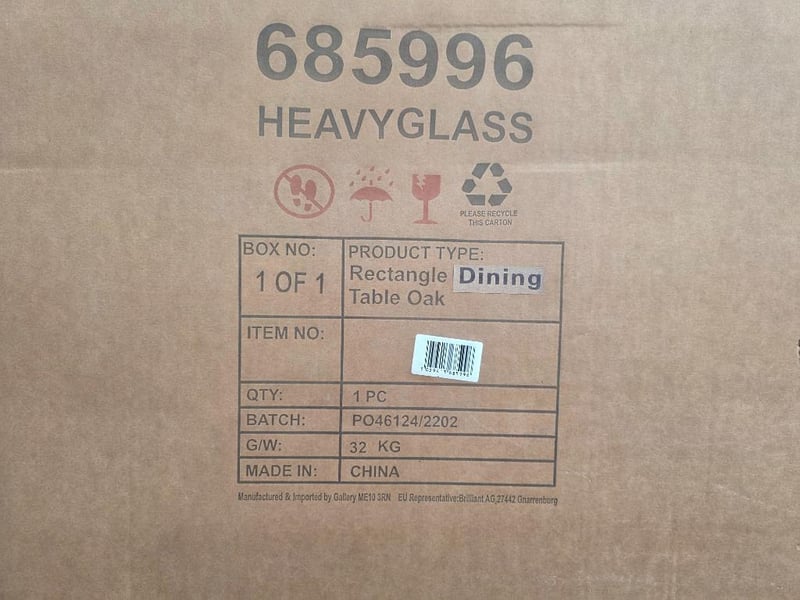 685996
HEAVYGLASS
PLEASE RECYCLE
THIS CARTON
BOX NO:
1 OF 1
PRODUCT TYPE:
Rectangle Dining
Table Oak
ITEM NO:
QTY: 1 PC
BATCH: PO46124/2202
G/W: 32 KG
MADE IN: CHINA
Manufactured & Imported by Gallery ME10 3RN EU Representative:Brilliant AG,27442 Gnarrenburg